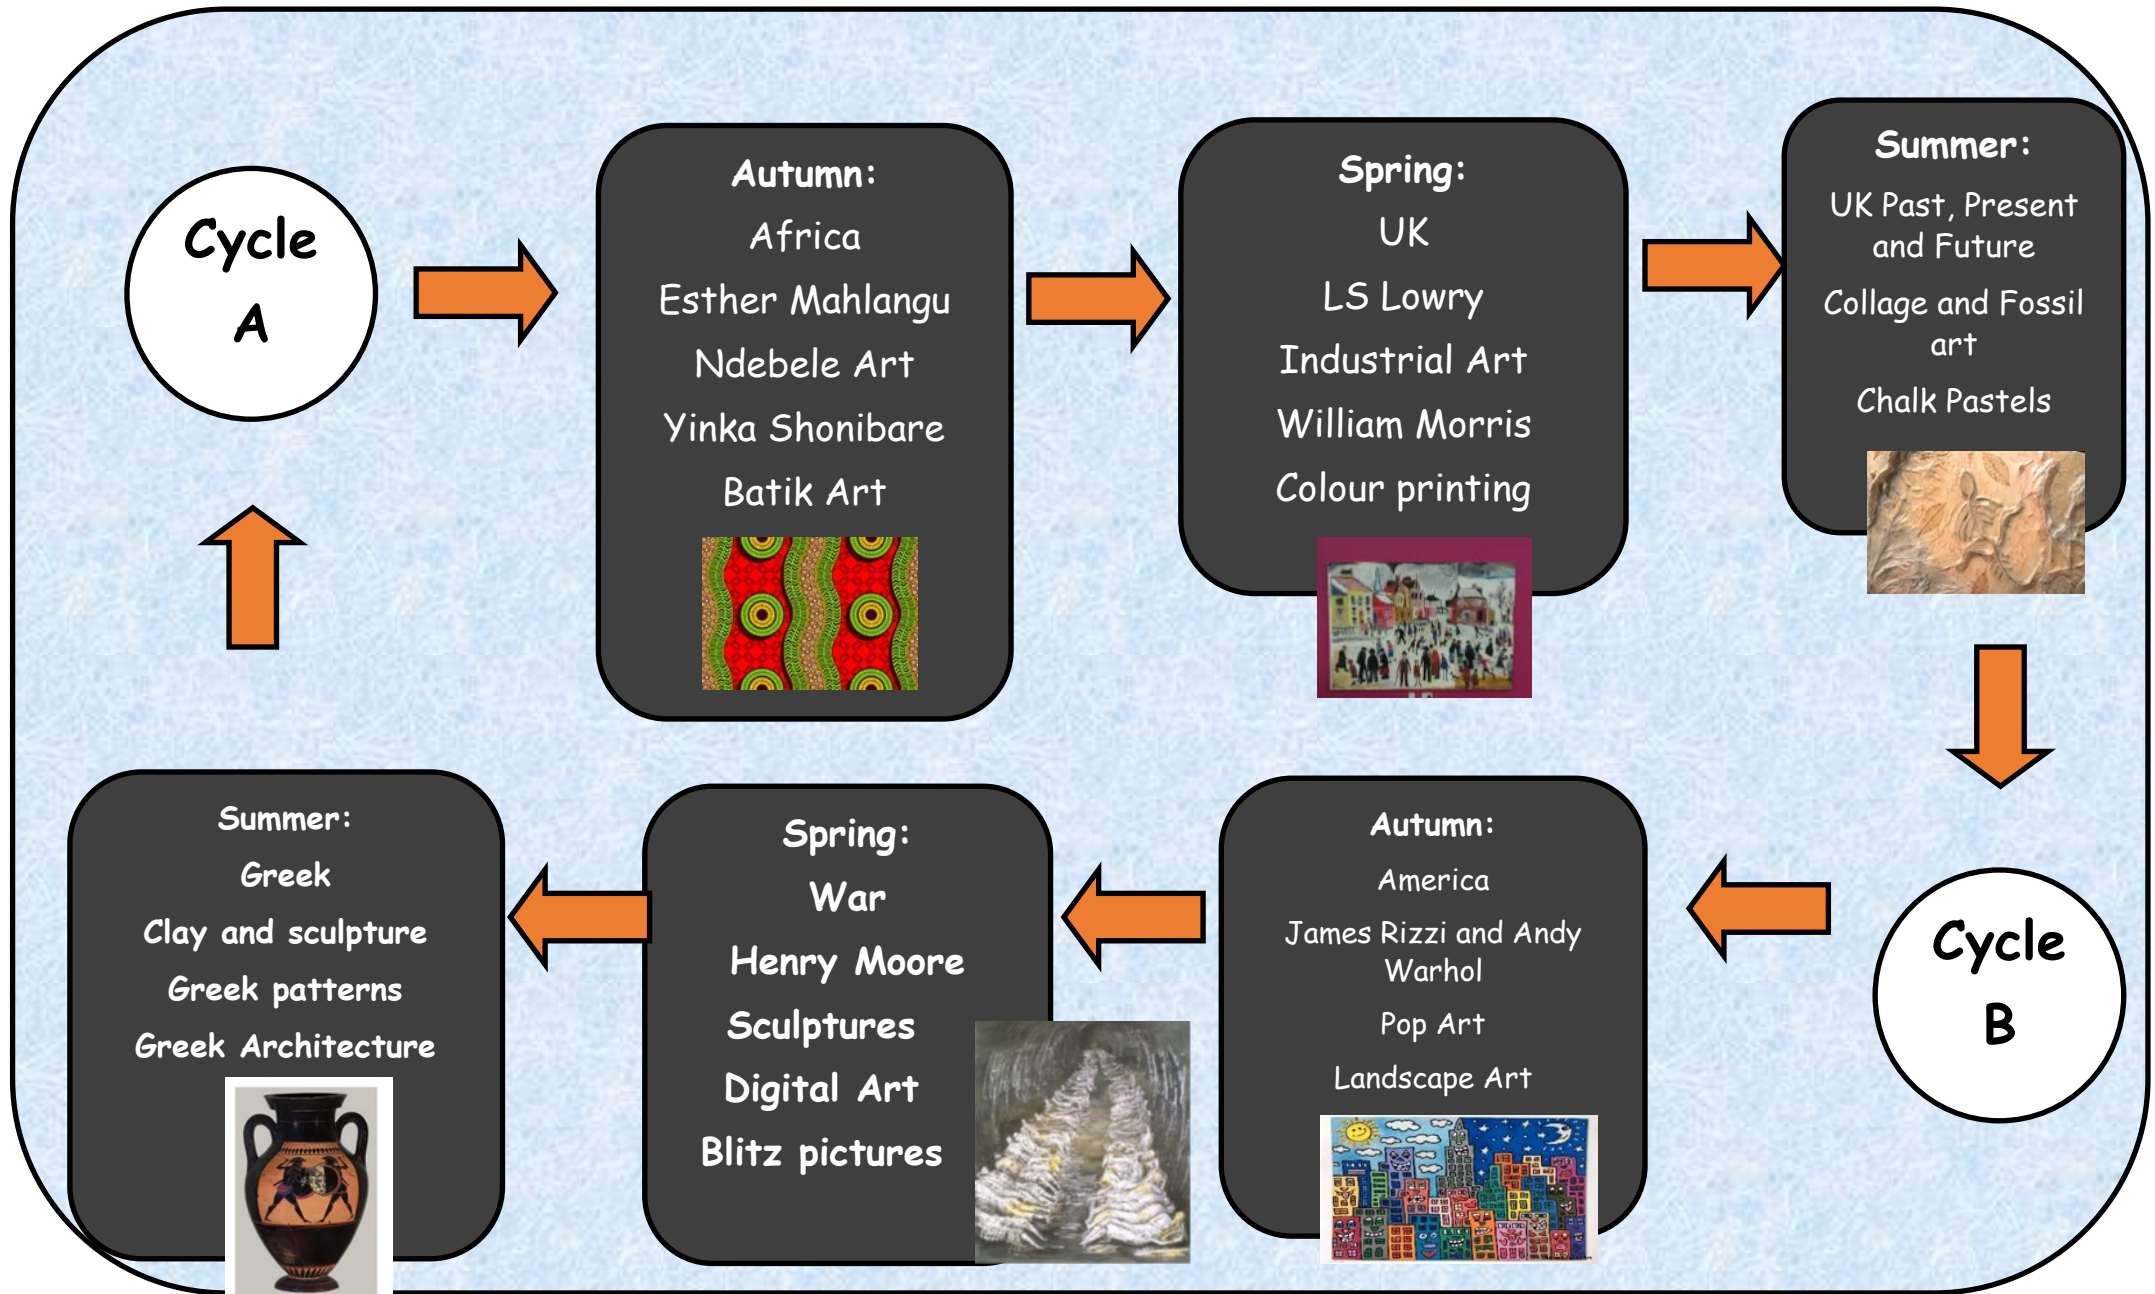 Cycle
A
Autumn:
Africa
Esther Mahlangu
Ndebele Art
Yinka Shonibare
Batik Art
Spring:
UK
LS Lowry
Industrial Art
William Morris
Colour printing
Summer:
UK Past, Present
and Future
Collage and Fossil
art
Chalk Pastels
Cycle
B
Autumn:
America
James Rizzi and Andy
Warhol
Pop Art
Landscape Art
Spring:
War
Henry Moore
Sculptures
Digital Art
Blitz pictures
Summer:
Greek
Clay and sculpture
Greek patterns
Greek Architecture